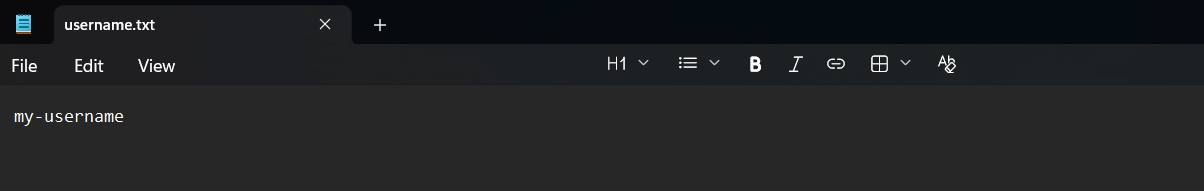 username.txt
File Edit View H1 B I
my-username